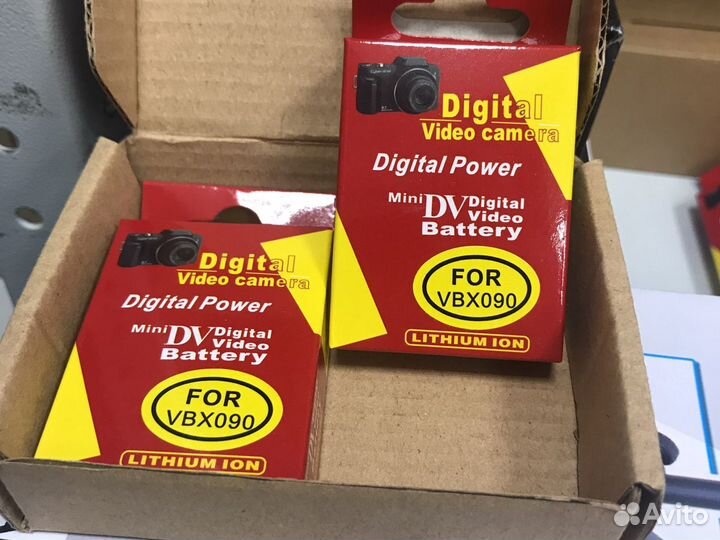 Digital
Video camera
Digital Power
Mini DV Digital Video
Battery
FOR
VBX090
LITHIUM ION
Digital
Video camera
Digital Power
Mini DV Digital Video
Battery
FOR
VBX090
LITHIUM ION
Avito